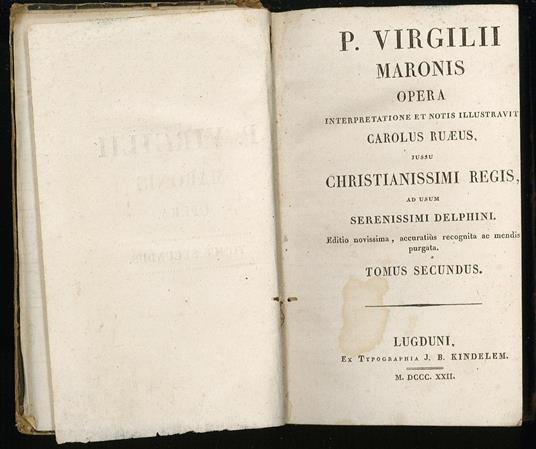 P. VIRGILII
MARONIS
OPERA
INTERPRETATIONE ET NOTIS ILLUSTRAVIT
CAROLUS RUÆUS,
JUSSU
CHRISTIANISSIMI REGIS,
AD USUM
SERENISSIMI DELPHINI.
Editio novissima, accuratiùs recognita ac mendis
purgata.
TOMUS SECUNDUS.
LUGDUNI,
EX TYPOGRAPHIA J. B. KINDELEM.
M. DCCC. XXII.